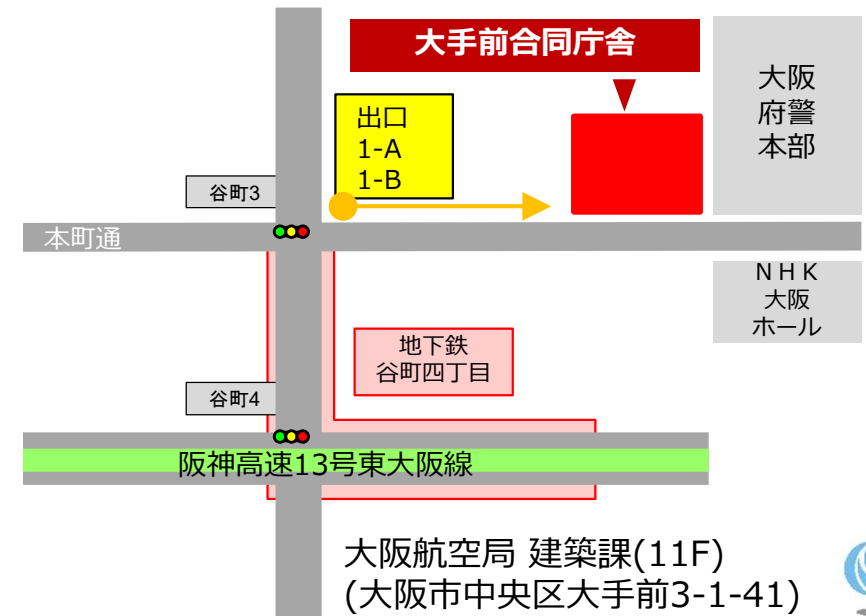 大手前合同庁舎
大阪
府警
本部
出口
1-A
1-B
谷町3
本町通
ＮＨＫ
大阪
ホール
地下鉄
谷町四丁目
谷町4
阪神高速13号東大阪線
大阪航空局 建築課(11F)
(大阪市中央区大手前3-1-41)